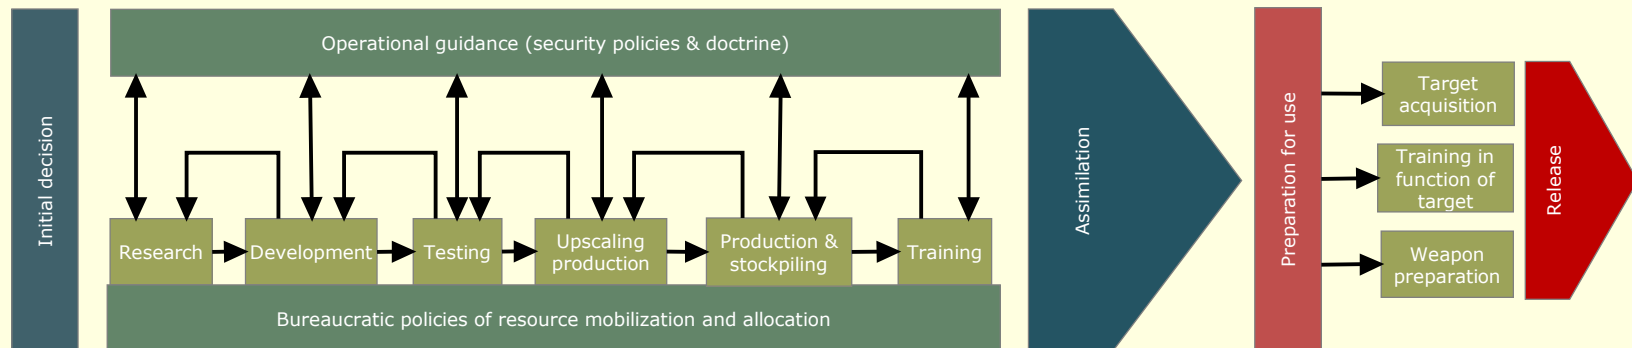 Initial decision
Operational guidance (security policies & doctrine)
Research
Development
Testing
Upscaling
production
Production &
stockpiling
Training
Bureaucratic policies of resource mobilization and allocation
Assimilation
Preparation for use
Target
acquisition
Training in
function of
target
Weapon
preparation
Release